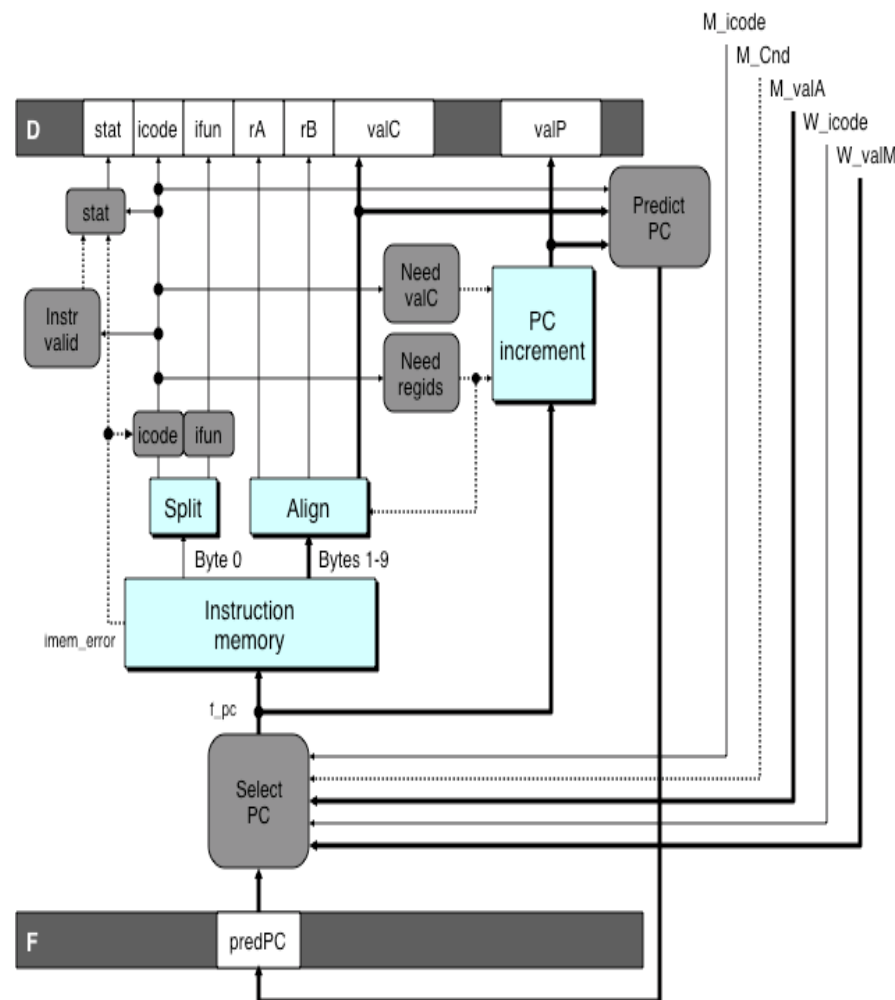 M_icode
M_Cnd
M_valA
W_icode
W_valM
D
stat
icode
ifun
rA
rB
valC
valP
stat
Predict
PC
Need
valC
Instr
valid
PC
increment
Need
regids
icode
ifun
Split
Align
Byte 0
Bytes 1-9
Instruction
memory
imem_error
f_pc
Select
PC
F
predPC